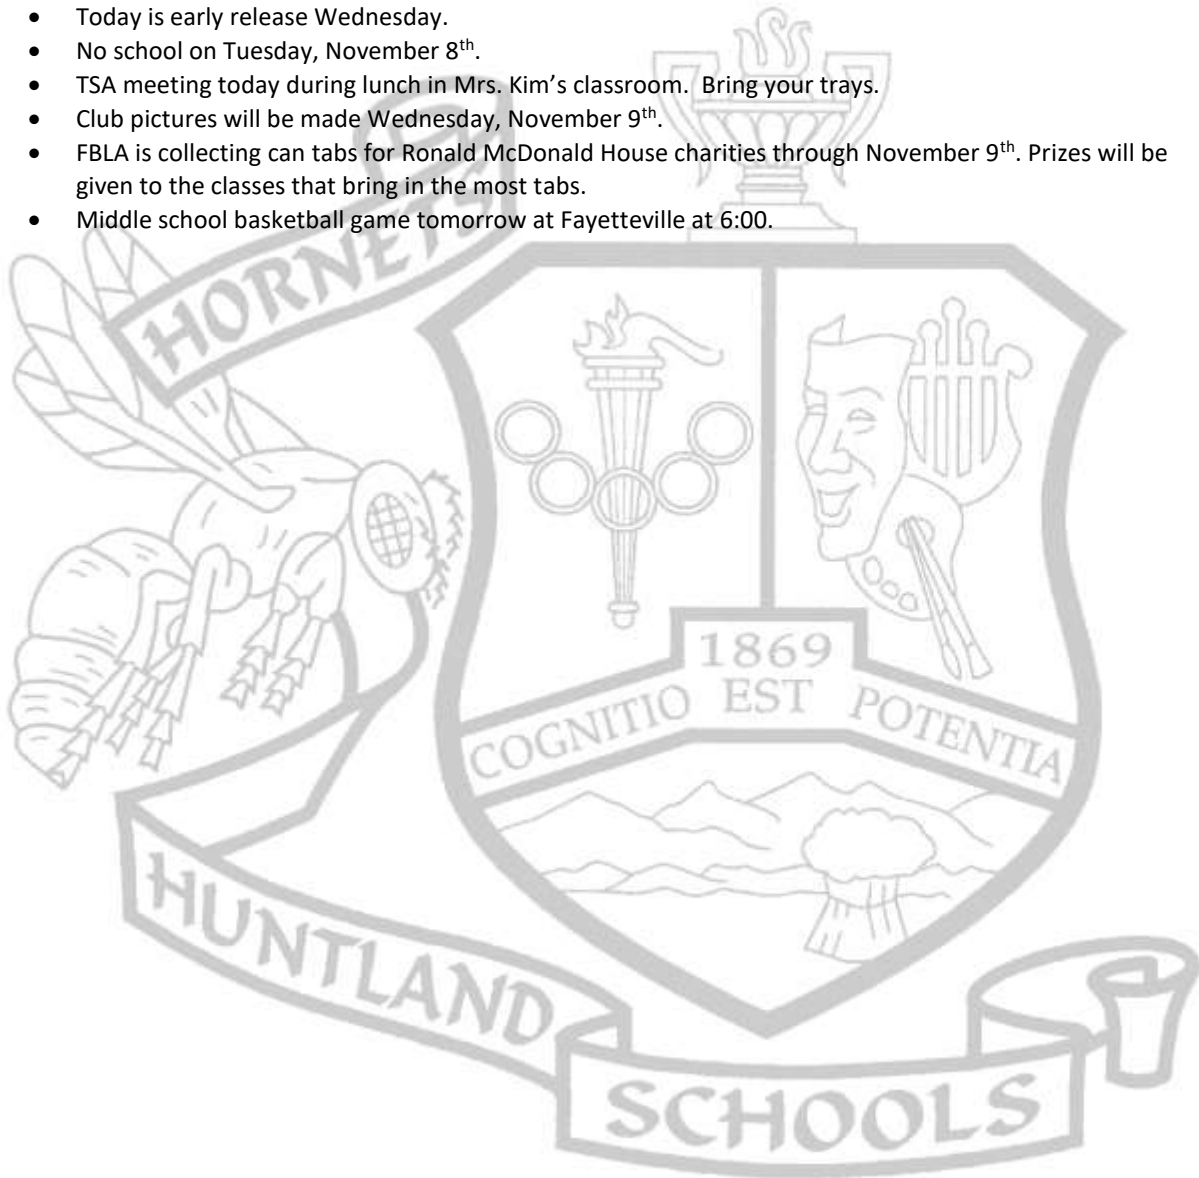 • Today is early release Wednesday.
• No school on Tuesday, November 8th.
• TSA meeting today during lunch in Mrs. Kim’s classroom.  Bring your trays.
• Club pictures will be made Wednesday, November 9th.
• FBLA is collecting can tabs for Ronald McDonald House charities through November 9th. Prizes will be
given to the classes that bring in the most tabs.
• Middle school basketball game tomorrow at Fayetteville at 6:00.
HORNETS
1869
COGNITIO EST POTENTIA
HUNTLAND
SCHOOLS